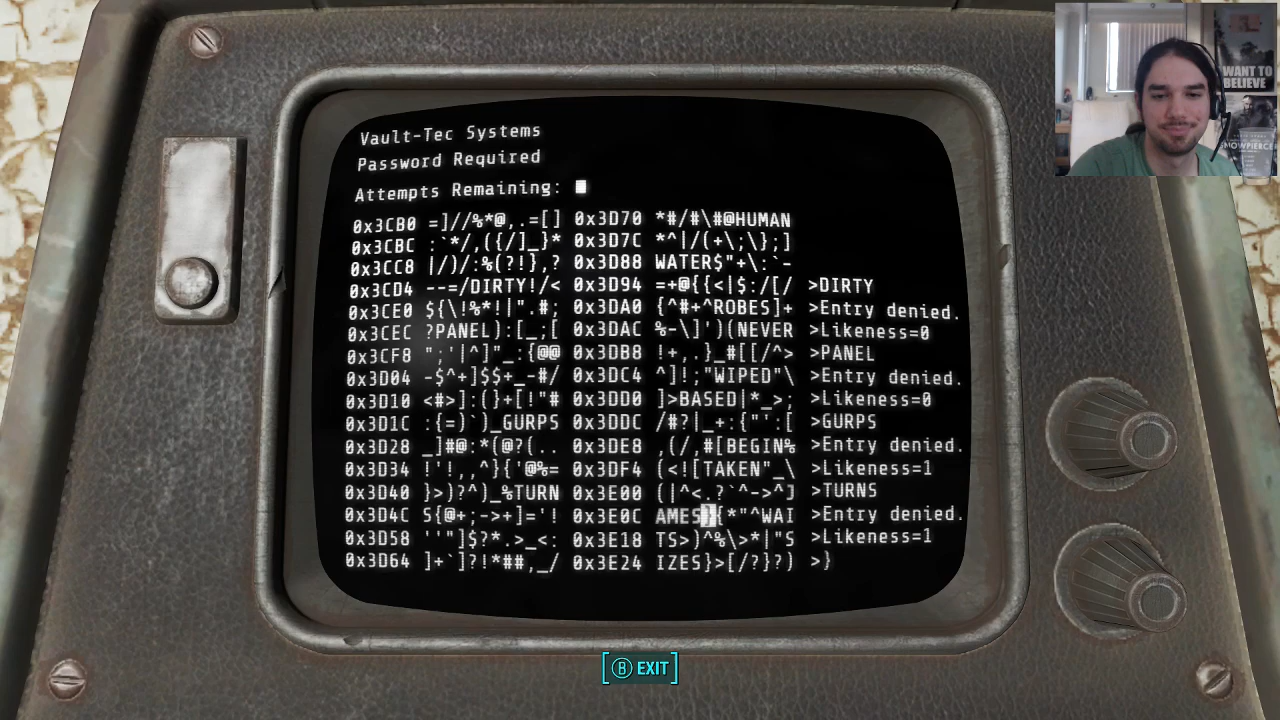 Vault-Tec Systems
Password Required
Attempts Remaining: ■
0x3CB0 =]//%*@,.=[] 0x3D70 *#/#\#@HUMAN
0x3CBC :`*/,({/]_}* 0x3D7C *^|/(+\;\};]
0x3CC8 |/)/:%(?!},? 0x3D88 WATER$"+\:`-
0x3CD4 --=/DIRTY!/< 0x3D94 =+@{{<|$:/[/ >DIRTY
0x3CE0 ${\!%*!|".#; 0x3DA0 {^#+^ROBES]+ >Entry denied.
0x3CEC ?PANEL):[_;[ 0x3DAC %-\]')(NEVER >Likeness=0
0x3CF8 ";'|^]"_:{@@ 0x3DB8 !+,.}_#[[/^> >PANEL
0x3D04 -$^+]$$+_-#/ 0x3DC4 ^]!;"WIPED"\ >Entry denied.
0x3D10 <#>]:(}+[!"# 0x3DD0 ]>BASED|*_>; >Likeness=0
0x3D1C :{=)`)_GURPS 0x3DDC /#?|_+:{"':[ >GURPS
0x3D28 _]#@:*(@?(.. 0x3DE8 ,(/,#[BEGIN% >Entry denied.
0x3D34 !'!,,^}{'@%= 0x3DF4 (<![TAKEN"_\ >Likeness=1
0x3D40 }>)?^)_%TURN 0x3E00 (|^<.?`^->^J >TURNS
0x3D4C S{@+;->+]='! 0x3E0C AMES}{*"^WAI >Entry denied.
0x3D58 ''"]$?*.>_<: 0x3E18 TS>)^%\>*|"S >Likeness=1
0x3D64 ]+`]?!*##,_/ 0x3E24 IZES}>[/?}?) >}
Ⓑ EXIT
WANT TO
BELIEVE
SNOWPIERCER